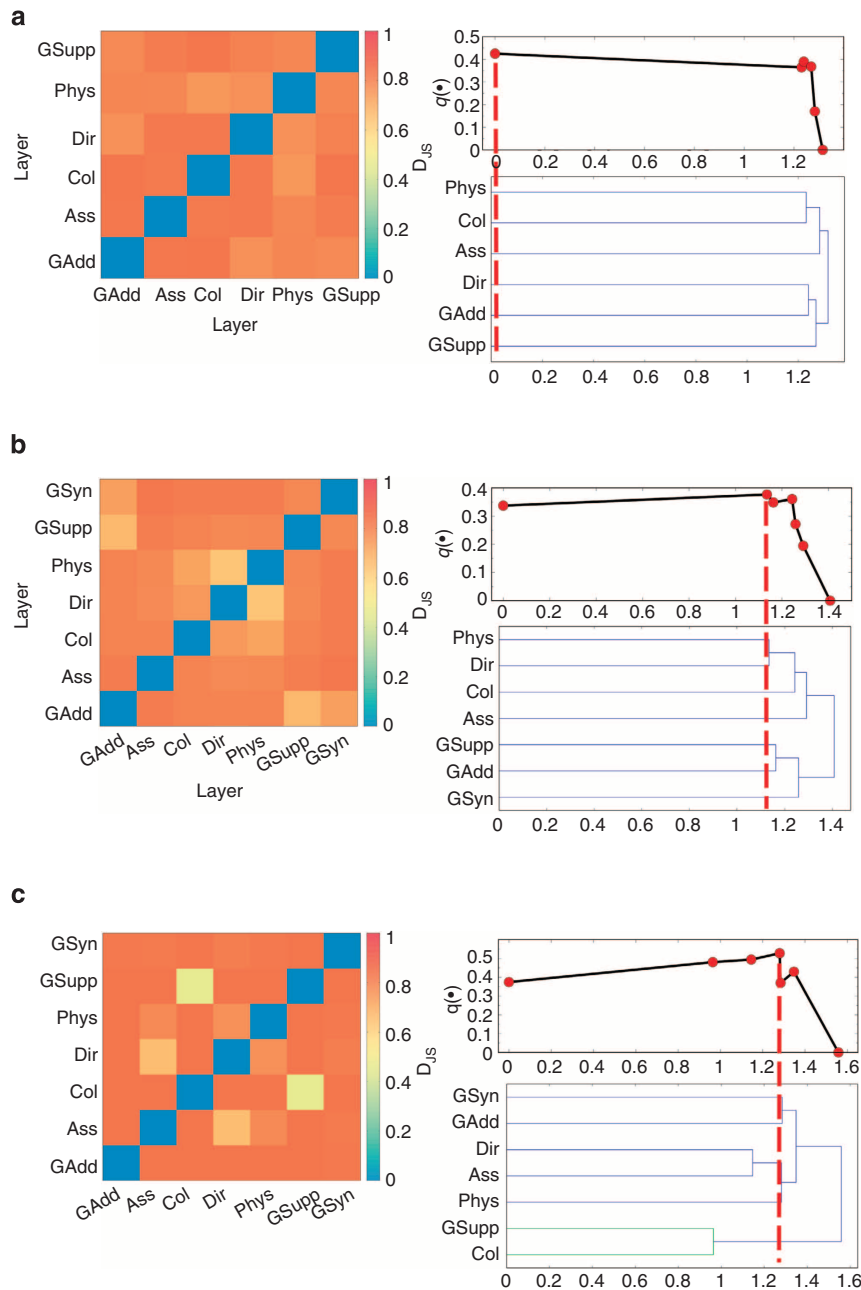 a
GSupp
Phys
Dir
Col
Ass
GAdd
Layer
GAdd Ass Col Dir Phys GSupp
Layer
1
0.8
0.6
0.4
0.2
0
D_JS
0.5
0.4
0.3
0.2
0.1
0
q(•)
0 0.2 0.4 0.6 0.8 1 1.2
Phys
Col
Ass
Dir
GAdd
GSupp
0 0.2 0.4 0.6 0.8 1 1.2
b
GSyn
GSupp
Phys
Dir
Col
Ass
GAdd
Layer
GAdd Ass Col Dir Phys GSupp GSyn
Layer
1
0.8
0.6
0.4
0.2
0
D_JS
0.4
0.3
0.2
0.1
0
q(•)
0 0.2 0.4 0.6 0.8 1 1.2 1.4
Phys
Dir
Col
Ass
GSupp
GAdd
GSyn
0 0.2 0.4 0.6 0.8 1 1.2 1.4
c
GSyn
GSupp
Phys
Dir
Col
Ass
GAdd
GAdd Ass Col Dir Phys GSupp GSyn
1
0.8
0.6
0.4
0.2
0
D_JS
0.5
0.4
0.3
0.2
0.1
0
q(•)
0 0.2 0.4 0.6 0.8 1 1.2 1.4 1.6
GSyn
GAdd
Dir
Ass
Phys
GSupp
Col
0 0.2 0.4 0.6 0.8 1 1.2 1.4 1.6